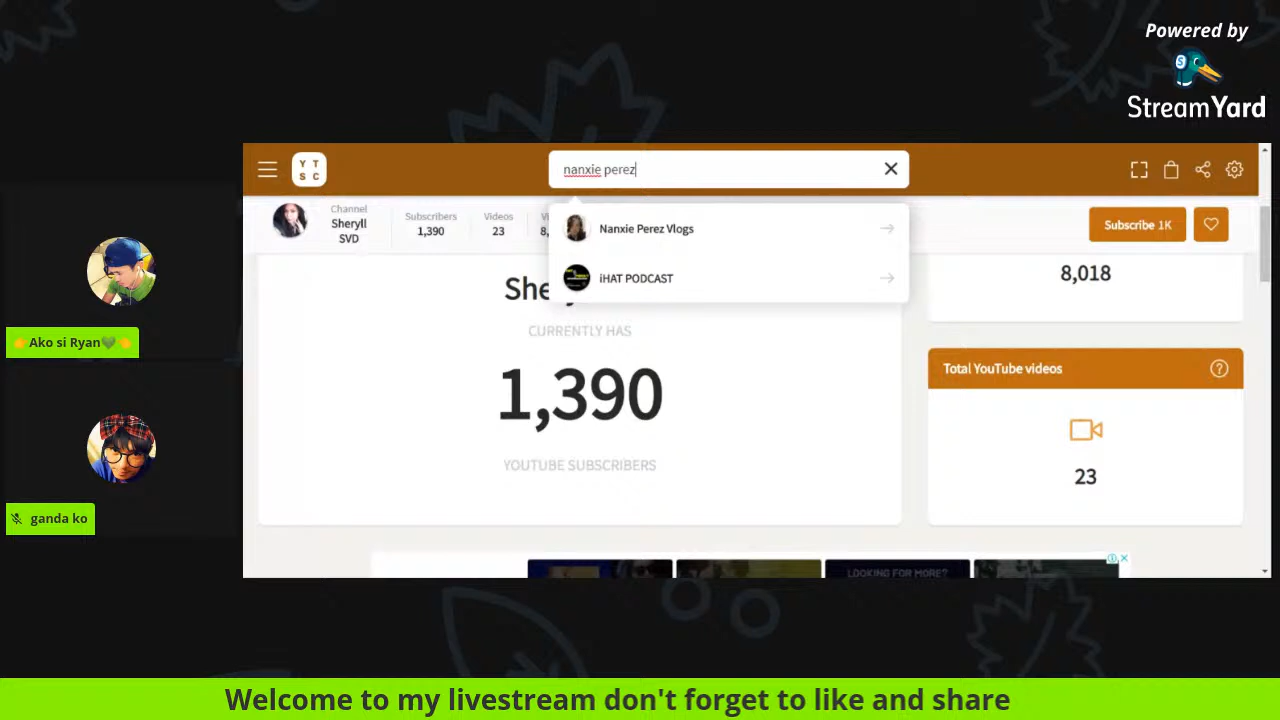 Powered by
StreamYard
Y T
S C
nanxie perez
Channel
Sheryll
SVD
Subscribers
1,390
Videos
23
Vi
8,
Nanxie Perez Vlogs
iHAT PODCAST
Subscribe 1K
She
CURRENTLY HAS
1,390
YOUTUBE SUBSCRIBERS
8,018
Total YouTube videos
23
LOOKING FOR MORE?
👉Ako si Ryan🖤👈
ganda ko
Welcome to my livestream don't forget to like and share